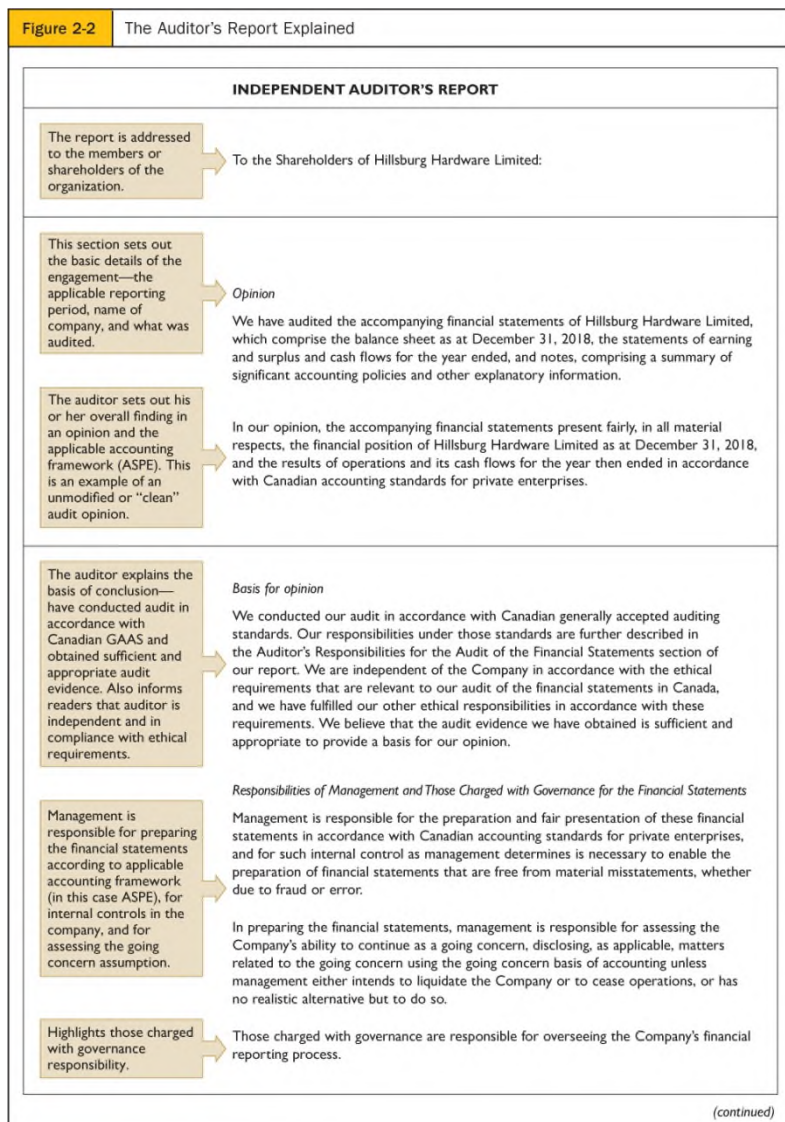 Figure 2-2
The Auditor's Report Explained
INDEPENDENT AUDITOR'S REPORT
The report is addressed
to the members or
shareholders of the
organization.
To the Shareholders of Hillsburg Hardware Limited:
This section sets out
the basic details of the
engagement—the
applicable reporting
period, name of
company, and what was
audited.
Opinion
We have audited the accompanying financial statements of Hillsburg Hardware Limited,
which comprise the balance sheet as at December 31, 2018, the statements of earning
and surplus and cash flows for the year ended, and notes, comprising a summary of
significant accounting policies and other explanatory information.
The auditor sets out his
or her overall finding in
an opinion and the
applicable accounting
framework (ASPE). This
is an example of an
unmodified or "clean"
audit opinion.
In our opinion, the accompanying financial statements present fairly, in all material
respects, the financial position of Hillsburg Hardware Limited as at December 31, 2018,
and the results of operations and its cash flows for the year then ended in accordance
with Canadian accounting standards for private enterprises.
The auditor explains the
basis of conclusion—
have conducted audit in
accordance with
Canadian GAAS and
obtained sufficient and
appropriate audit
evidence. Also informs
readers that auditor is
independent and in
compliance with ethical
requirements.
Basis for opinion
We conducted our audit in accordance with Canadian generally accepted auditing
standards. Our responsibilities under those standards are further described in
the Auditor's Responsibilities for the Audit of the Financial Statements section of
our report. We are independent of the Company in accordance with the ethical
requirements that are relevant to our audit of the financial statements in Canada,
and we have fulfilled our other ethical responsibilities in accordance with these
requirements. We believe that the audit evidence we have obtained is sufficient and
appropriate to provide a basis for our opinion.
Responsibilities of Management and Those Charged with Governance for the Financial Statements
Management is
responsible for preparing
the financial statements
according to applicable
accounting framework
(in this case ASPE), for
internal controls in the
company, and for
assessing the going
concern assumption.
Management is responsible for the preparation and fair presentation of these financial
statements in accordance with Canadian accounting standards for private enterprises,
and for such internal control as management determines is necessary to enable the
preparation of financial statements that are free from material misstatements, whether
due to fraud or error.
In preparing the financial statements, management is responsible for assessing the
Company's ability to continue as a going concern, disclosing, as applicable, matters
related to the going concern using the going concern basis of accounting unless
management either intends to liquidate the Company or to cease operations, or has
no realistic alternative but to do so.
Highlights those charged
with governance
responsibility.
Those charged with governance are responsible for overseeing the Company's financial
reporting process.
(continued)